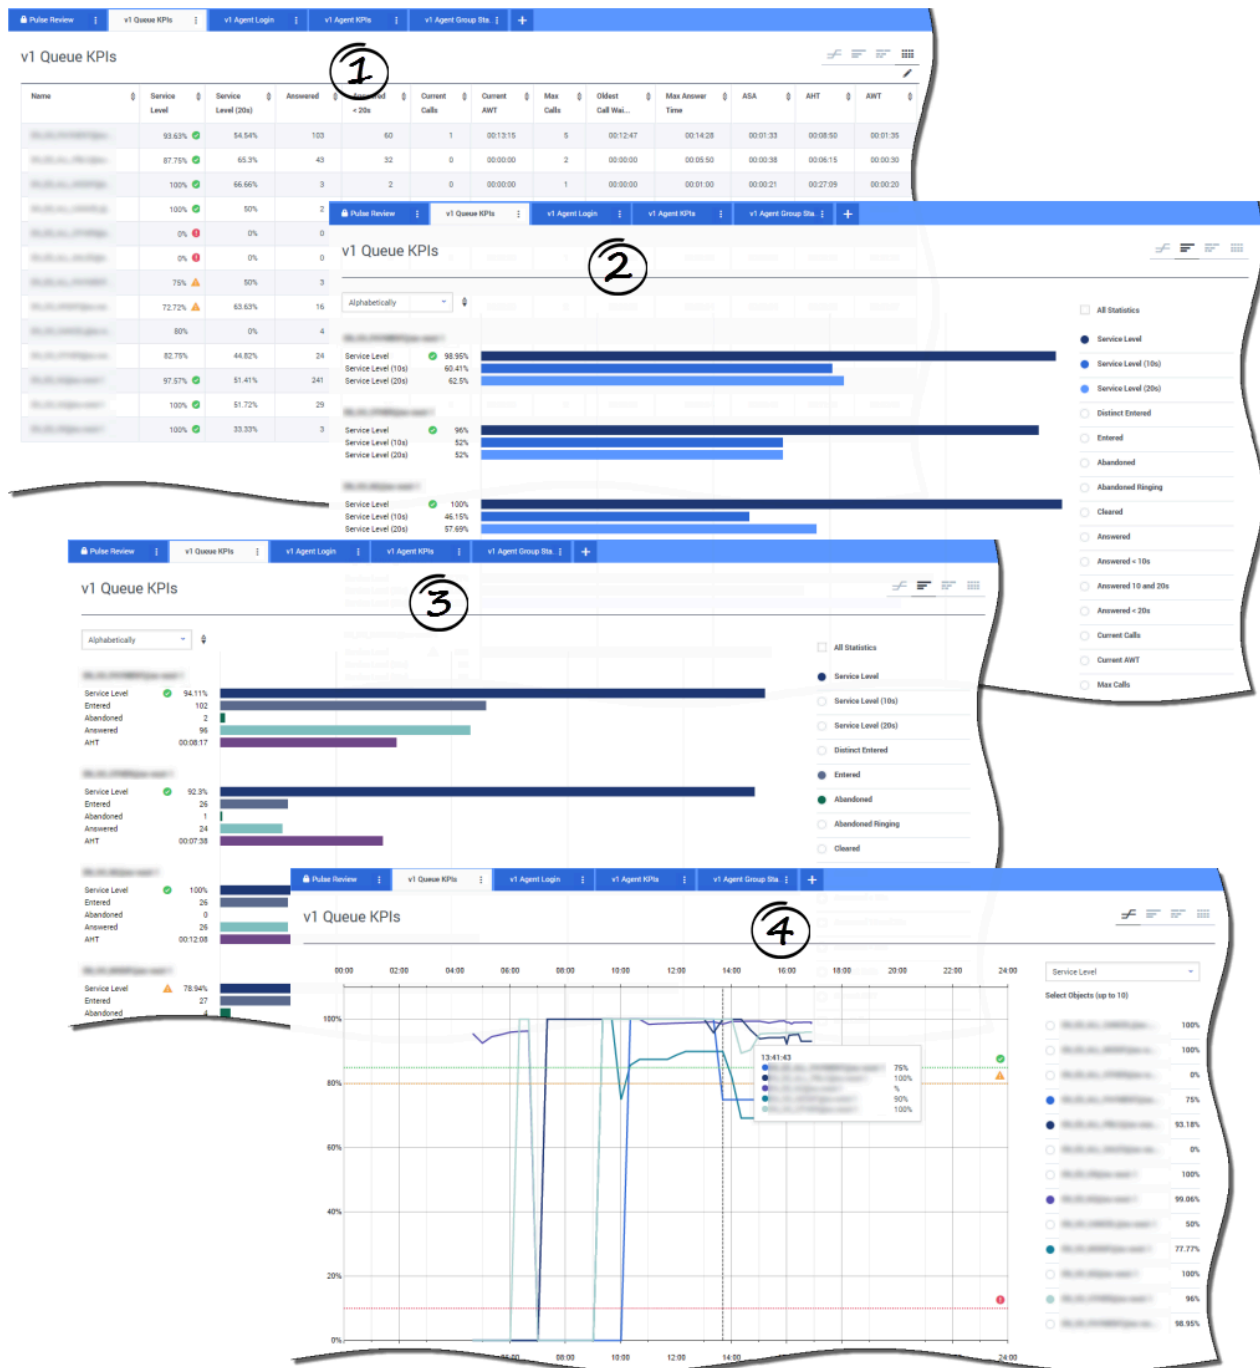 Pulse Review
v1 Queue KPIs
v1 Agent Login
v1 Agent KPIs
v1 Agent Group Sta..
+
v1 Queue KPIs
1
Name Service Level Service Level (20s) Answered Answered < 20s Current Calls Current AWT Max Calls Oldest Call Wai... Max Answer Time ASA AHT AWT
93.63% 54.54% 103 60 1 00:13:15 5 00:12:47 00:14:28 00:01:33 00:08:50 00:01:35
87.75% 65.3% 43 32 0 00:00:00 2 00:00:00 00:05:50 00:00:38 00:06:15 00:00:30
100% 66.66% 3 2 0 00:00:00 1 00:00:00 00:01:00 00:00:21 00:27:09 00:00:20
100% 50% 2
0% 0% 0
0% 0% 0
75% 50% 3
72.72% 63.63% 16
80% 0% 4
82.75% 44.82% 24
97.57% 51.41% 241
100% 51.72% 29
100% 33.33% 3
Pulse Review
v1 Queue KPIs
v1 Agent Login
v1 Agent KPIs
v1 Agent Group Sta..
+
v1 Queue KPIs
2
Alphabetically
Service Level 98.95%
Service Level (10s) 60.41%
Service Level (20s) 62.5%
Service Level 96%
Service Level (10s) 52%
Service Level (20s) 52%
Service Level 100%
Service Level (10s) 46.15%
Service Level (20s) 57.69%
All Statistics
Service Level
Service Level (10s)
Service Level (20s)
Distinct Entered
Entered
Abandoned
Abandoned Ringing
Cleared
Answered
Answered < 10s
Answered 10 and 20s
Answered < 20s
Current Calls
Current AWT
Max Calls
Pulse Review
v1 Queue KPIs
v1 Agent Login
v1 Agent KPIs
v1 Agent Group Sta..
+
v1 Queue KPIs
3
Alphabetically
Service Level 94.11%
Entered 102
Abandoned 2
Answered 96
AHT 00:08:17
Service Level 92.3%
Entered 26
Abandoned 1
Answered 24
AHT 00:07:38
Service Level 100%
Entered 26
Abandoned 0
Answered 26
AHT 00:12:08
Service Level 78.94%
Entered 27
Abandoned 4
All Statistics
Service Level
Service Level (10s)
Service Level (20s)
Distinct Entered
Entered
Abandoned
Abandoned Ringing
Cleared
Pulse Review
v1 Queue KPIs
v1 Agent Login
v1 Agent KPIs
v1 Agent Group Sta..
+
v1 Queue KPIs
4
00:00 02:00 04:00 06:00 08:00 10:00 12:00 14:00 16:00 18:00 20:00 22:00 24:00
100%
80%
60%
40%
20%
0%
13:41:43
75%
100%
%
90%
100%
06:00 08:00 10:00 12:00 14:00 16:00 18:00 20:00 22:00 24:00
Service Level
Select Objects (up to 10)
100%
100%
0%
75%
93.18%
0%
100%
99.06%
50%
77.77%
100%
96%
98.95%